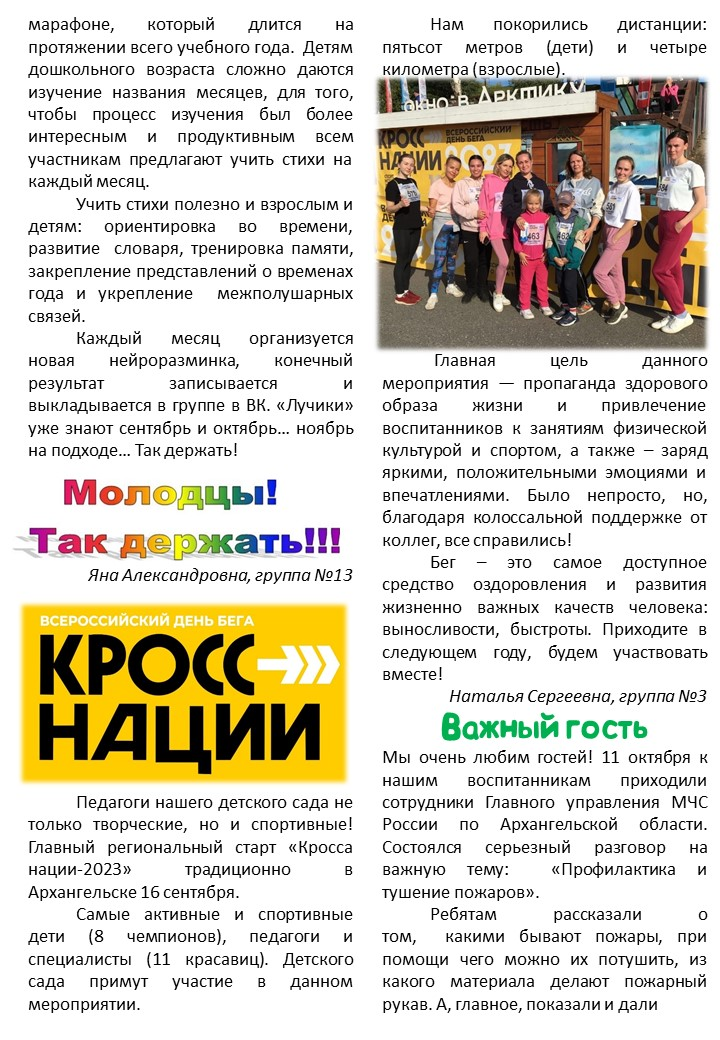 марафоне, который длится на
протяжении всего учебного года. Детям
дошкольного возраста сложно даются
изучение названия месяцев, для того,
чтобы процесс изучения был более
интересным и продуктивным всем
участникам предлагают учить стихи на
каждый месяц.
Учить стихи полезно и взрослым и
детям: ориентировка во времени,
развитие словаря, тренировка памяти,
закрепление представлений о временах
года и укрепление межполушарных
связей.
Каждый месяц организуется
новая нейроразминка, конечный
результат записывается и
выкладывается в группе в ВК. «Лучики»
уже знают сентябрь и октябрь… ноябрь
на подходе… Так держать!
Молодцы!
Так держать!!!
Яна Александровна, группа №13
ВСЕРОССИЙСКИЙ ДЕНЬ БЕГА
КРОСС
НАЦИИ
Педагоги нашего детского сада не
только творческие, но и спортивные!
Главный региональный старт «Кросса
нации-2023» традиционно в
Архангельске 16 сентября.
Самые активные и спортивные
дети (8 чемпионов), педагоги и
специалисты (11 красавиц). Детского
сада примут участие в данном
мероприятии.
Нам покорились дистанции:
пятьсот метров (дети) и четыре
километра (взрослые).
ОКНО В АРКТИКУ
КРОСС
НАЦИИ
ВСЕРОССИЙСКИЙ
ДЕНЬ БЕГА
575
463
462
581
584
Главная цель данного
мероприятия — пропаганда здорового
образа жизни и привлечение
воспитанников к занятиям физической
культурой и спортом, а также – заряд
яркими, положительными эмоциями и
впечатлениями. Было непросто, но,
благодаря колоссальной поддержке от
коллег, все справились!
Бег – это самое доступное
средство оздоровления и развития
жизненно важных качеств человека:
выносливости, быстроты. Приходите в
следующем году, будем участвовать
вместе!
Наталья Сергеевна, группа №3
Важный гость
Мы очень любим гостей! 11 октября к
нашим воспитанникам приходили
сотрудники Главного управления МЧС
России по Архангельской области.
Состоялся серьезный разговор на
важную тему: «Профилактика и
тушение пожаров».
Ребятам рассказали о
том, какими бывают пожары, при
помощи чего можно их потушить, из
какого материала делают пожарный
рукав. А, главное, показали и дали